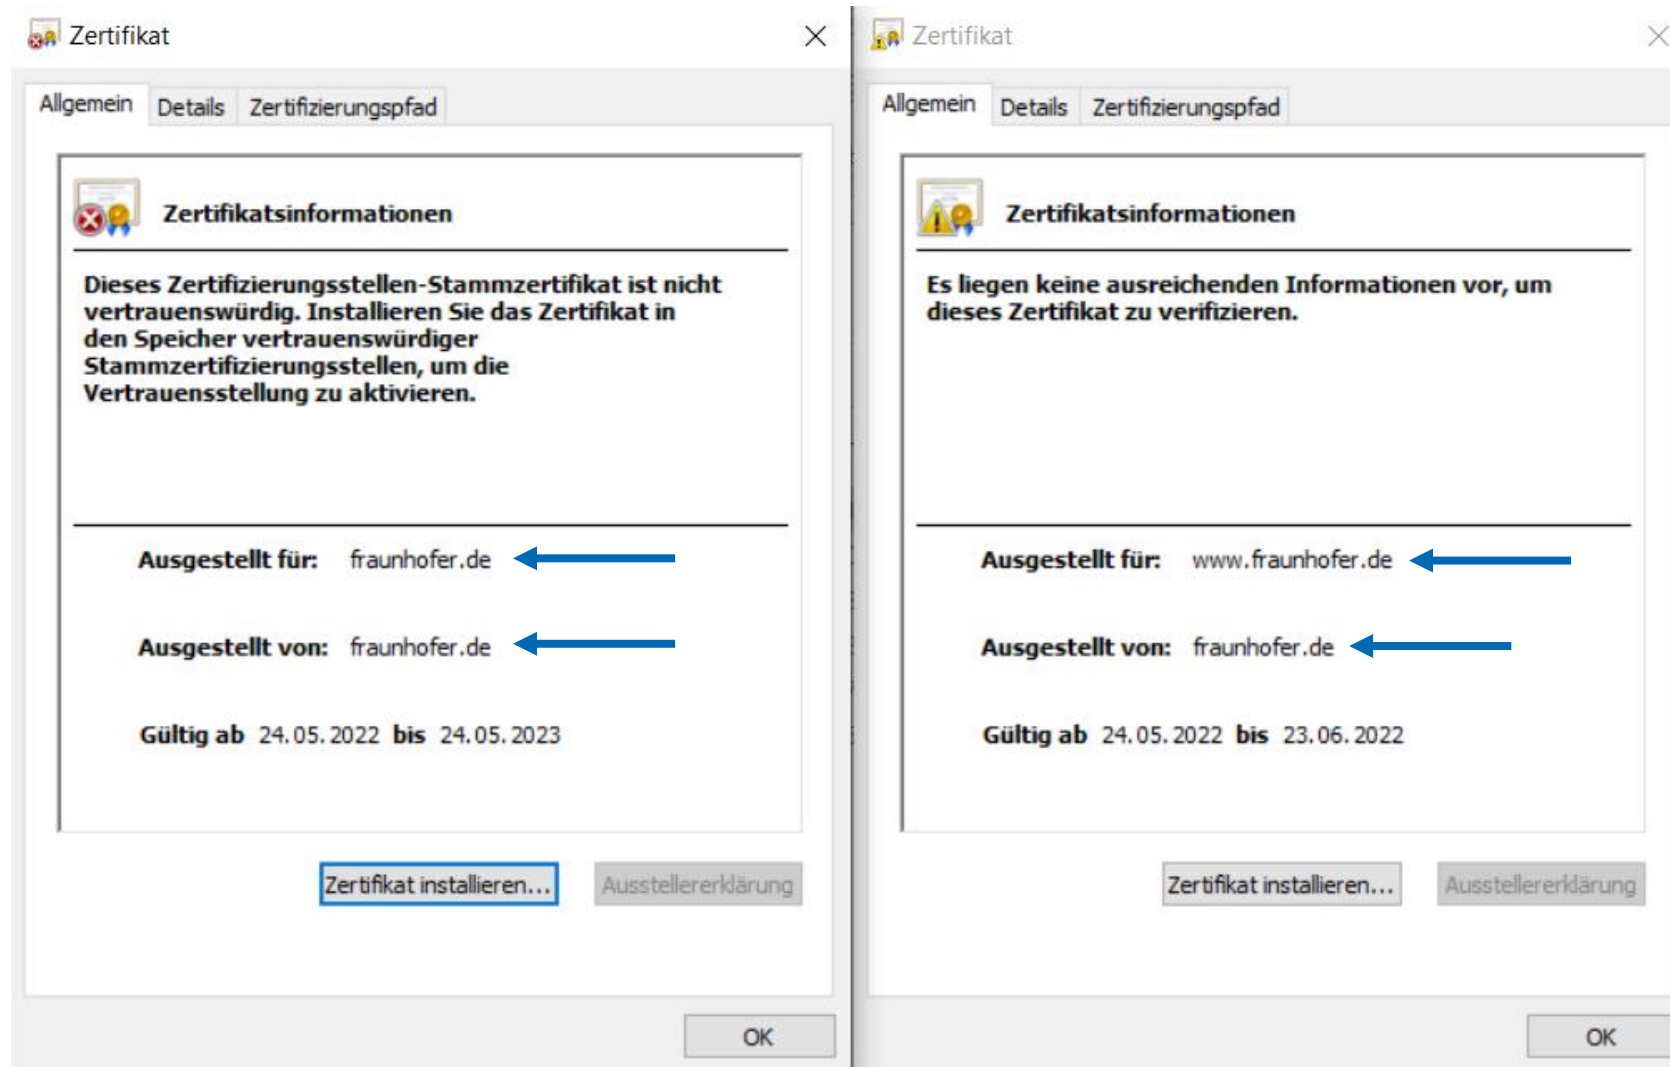 Zertifikat
Allgemein Details Zertifizierungspfad
Zertifikatsinformationen
Dieses Zertifizierungsstellen-Stammzertifikat ist nicht
vertrauenswürdig. Installieren Sie das Zertifikat in
den Speicher vertrauenswürdiger
Stammzertifizierungsstellen, um die
Vertrauensstellung zu aktivieren.
Ausgestellt für: fraunhofer.de
Ausgestellt von: fraunhofer.de
Gültig ab 24.05.2022 bis 24.05.2023
Zertifikat installieren... Ausstellererklärung
OK
Zertifikat
Allgemein Details Zertifizierungspfad
Zertifikatsinformationen
Es liegen keine ausreichenden Informationen vor, um
dieses Zertifikat zu verifizieren.
Ausgestellt für: www.fraunhofer.de
Ausgestellt von: fraunhofer.de
Gültig ab 24.05.2022 bis 23.06.2022
Zertifikat installieren... Ausstellererklärung
OK